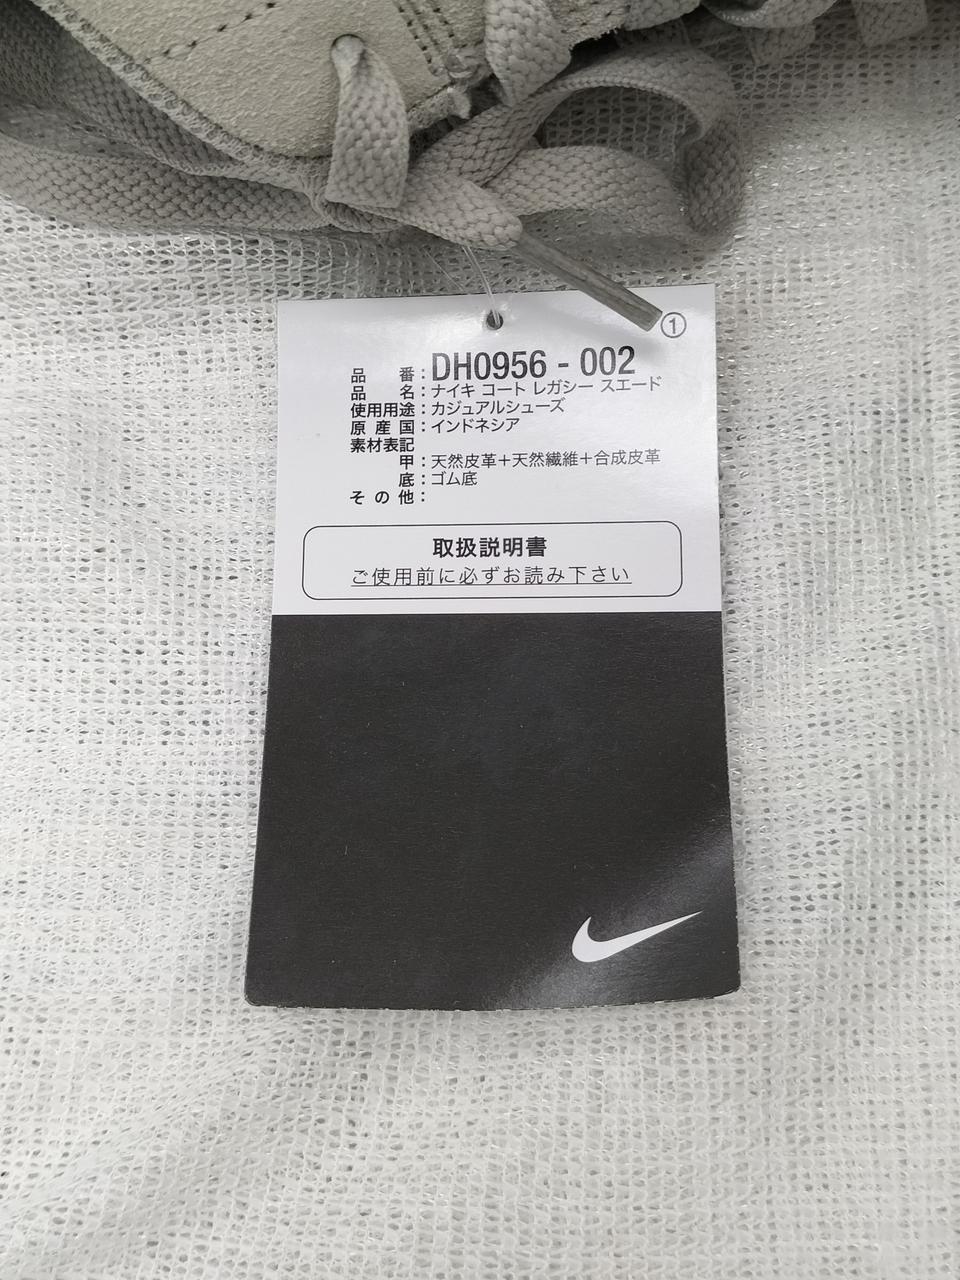 ①
品 番：DH0956 - 002
品 名：ナイキ コート レガシー スエード
使用用途：カジュアルシューズ
原 産 国：インドネシア
素材表記
甲：天然皮革＋天然繊維＋合成皮革
底：ゴム底
そ の 他：
取扱説明書
ご使用前に必ずお読み下さい